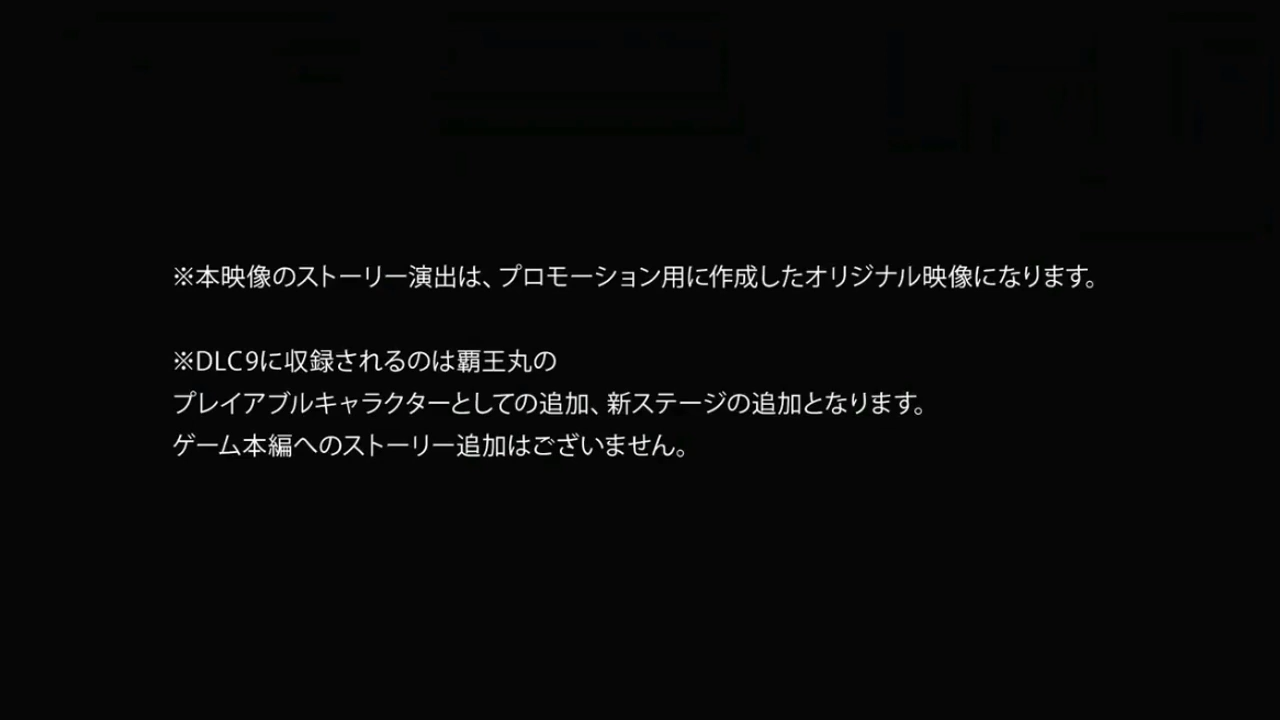 ※本映像のストーリー演出は、プロモーション用に作成したオリジナル映像になります。
※DLC9に収録されるのは覇王丸の
プレイアブルキャラクターとしての追加、新ステージの追加となります。
ゲーム本編へのストーリー追加はございません。